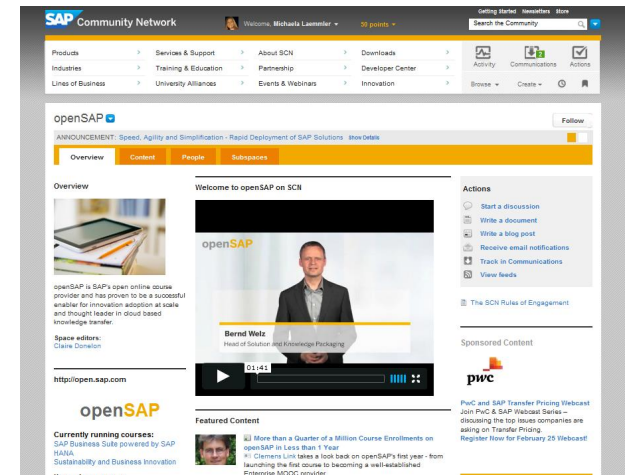 Getting Started Newsletters Store
SAP Community Network
Welcome, Michaela Laemmler
50 points
Search the Community
Products
Services & Support
About SCN
Downloads
Industries
Training & Education
Partnership
Developer Center
Lines of Business
University Alliances
Events & Webinars
Innovation
2
Activity
Communications
Actions
Browse
Create
openSAP
Follow
ANNOUNCEMENT: Speed, Agility and Simplification - Rapid Deployment of SAP Solutions Show Details
Overview
Content
People
Subspaces
Overview
openSAP is SAP's open online course
provider and has proven to be a successful
enabler for innovation adoption at scale
and thought leader in cloud based
knowledge transfer.
Space editors:
Claire Donelon
http://open.sap.com
openSAP
Currently running courses:
SAP Business Suite powered by SAP
HANA
Sustainability and Business Innovation
Welcome to openSAP on SCN
openSAP
Bernd Welz
Head of Solution and Knowledge Packaging
01:41
Featured Content
More than a Quarter of a Million Course Enrollments on
openSAP in Less than 1 Year
Clemens Link takes a look back on openSAP's first year - from
launching the first course to becoming a well-established
Enterprise MOOC provider.
Actions
Start a discussion
Write a document
Write a blog post
Receive email notifications
Track in Communications
View feeds
The SCN Rules of Engagement
Sponsored Content
pwc
PwC and SAP Transfer Pricing Webcast
Join PwC & SAP Webcast Series –
discussing the top issues companies are
asking on Transfer Pricing.
Register Now for February 25 Webcast!